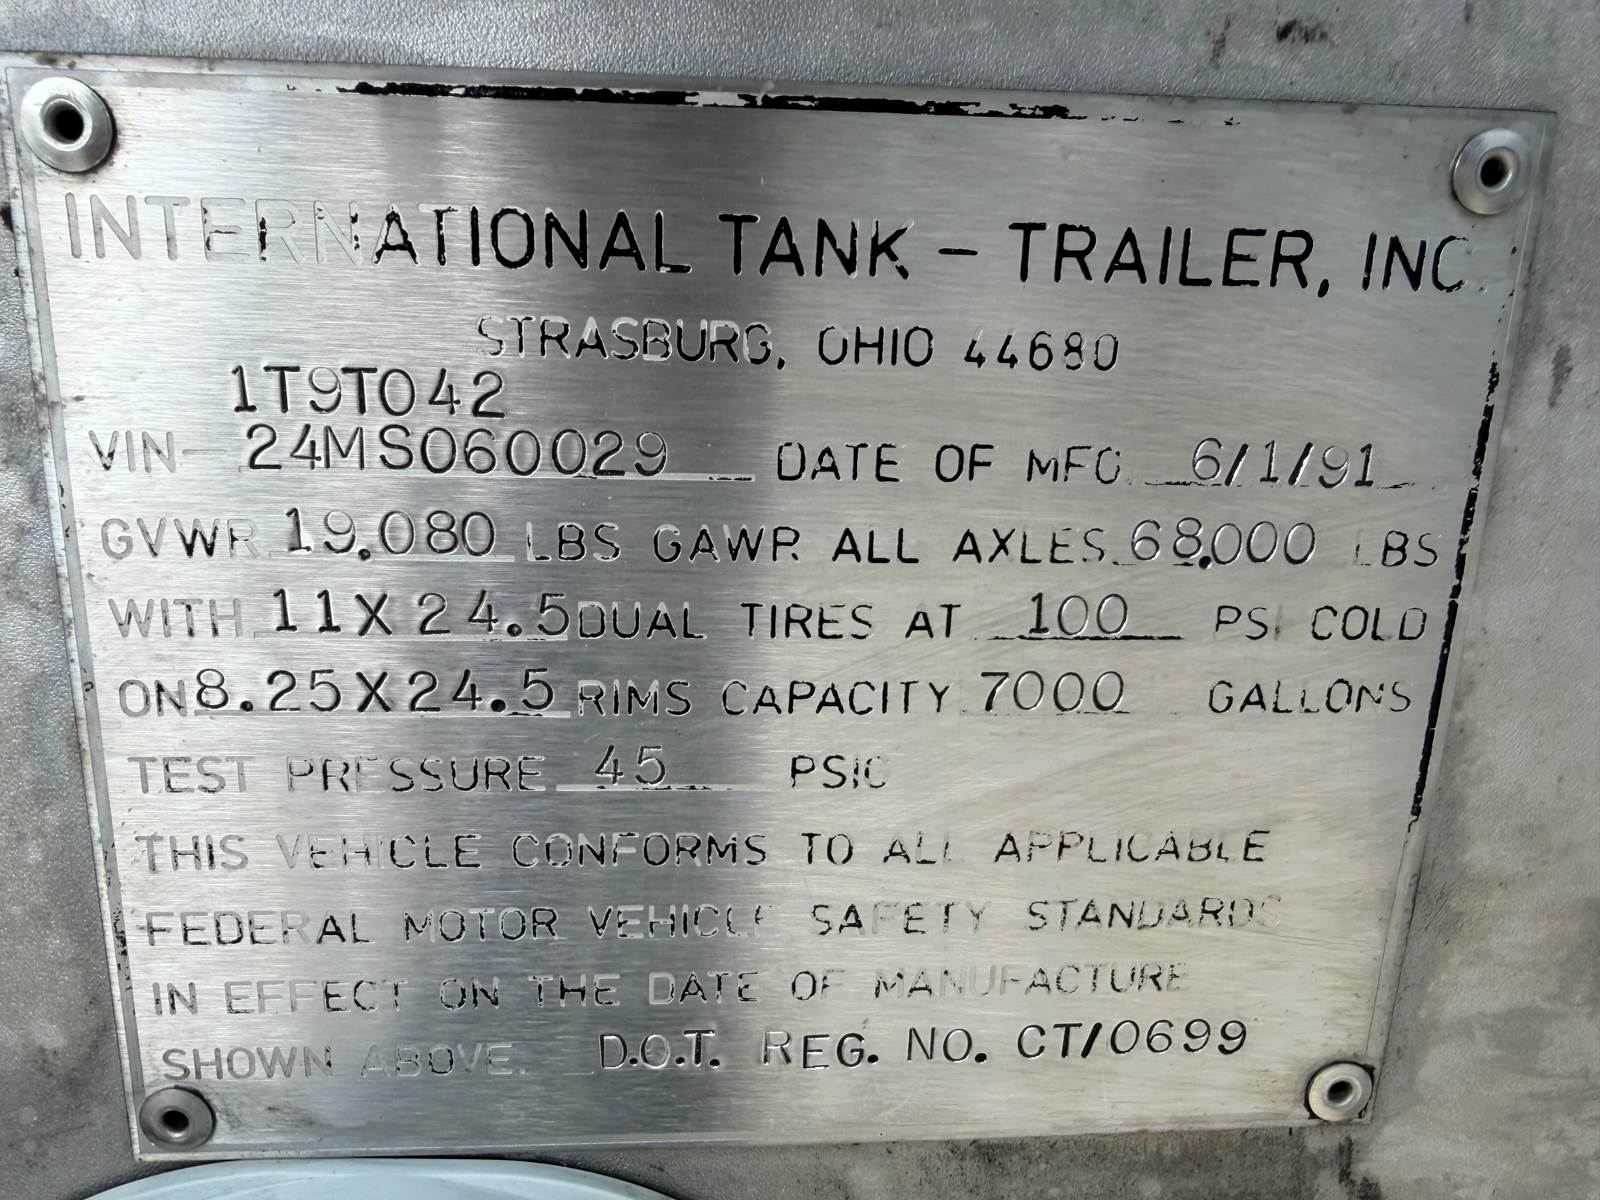 INTERNATIONAL TANK - TRAILER, INC.
STRASBURG, OHIO 44680
1T9TO42
VIN- 24MSO60029 DATE OF MFG. 6/1/91
GVWR 19.080 LBS GAWR ALL AXLES 68.000 LBS
WITH 11X24.5 DUAL TIRES AT 100 PSI COLD
ON 8.25X24.5 RIMS CAPACITY 7000 GALLONS
TEST PRESSURE 45 PSIG
THIS VEHICLE CONFORMS TO ALL APPLICABLE
FEDERAL MOTOR VEHICLE SAFETY STANDARDS
IN EFFECT ON THE DATE OF MANUFACTURE
SHOWN ABOVE. D.O.T. REG. NO. CT/0699